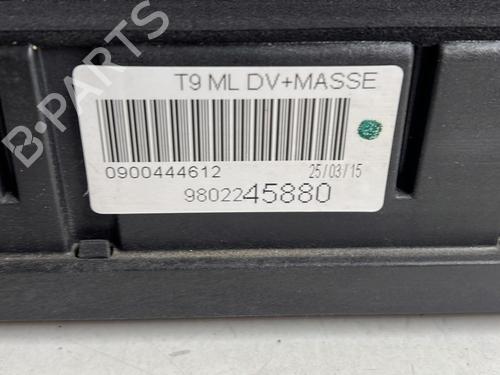 T9 ML DV+MASSE
0900444612
25/03/15
9802245880
B-PARTS